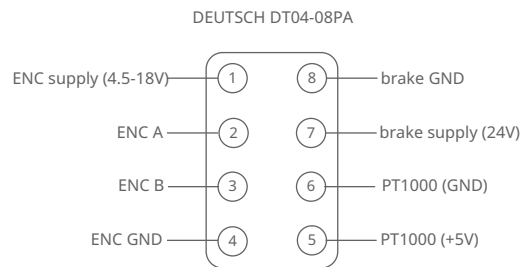 DEUTSCH DT04-08PA
ENC supply (4.5-18V) 1 8 brake GND
ENC A 2 7 brake supply (24V)
ENC B 3 6 PT1000 (GND)
ENC GND 4 5 PT1000 (+5V)